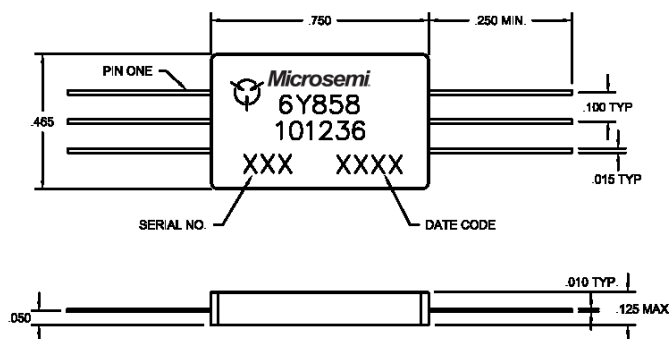 .750
.250 MIN.
PIN ONE
Microsemi
6Y858
101236
XXX XXXX
.465
.100 TYP
.015 TYP
SERIAL NO.
DATE CODE
.010 TYP.
.050
.125 MAX